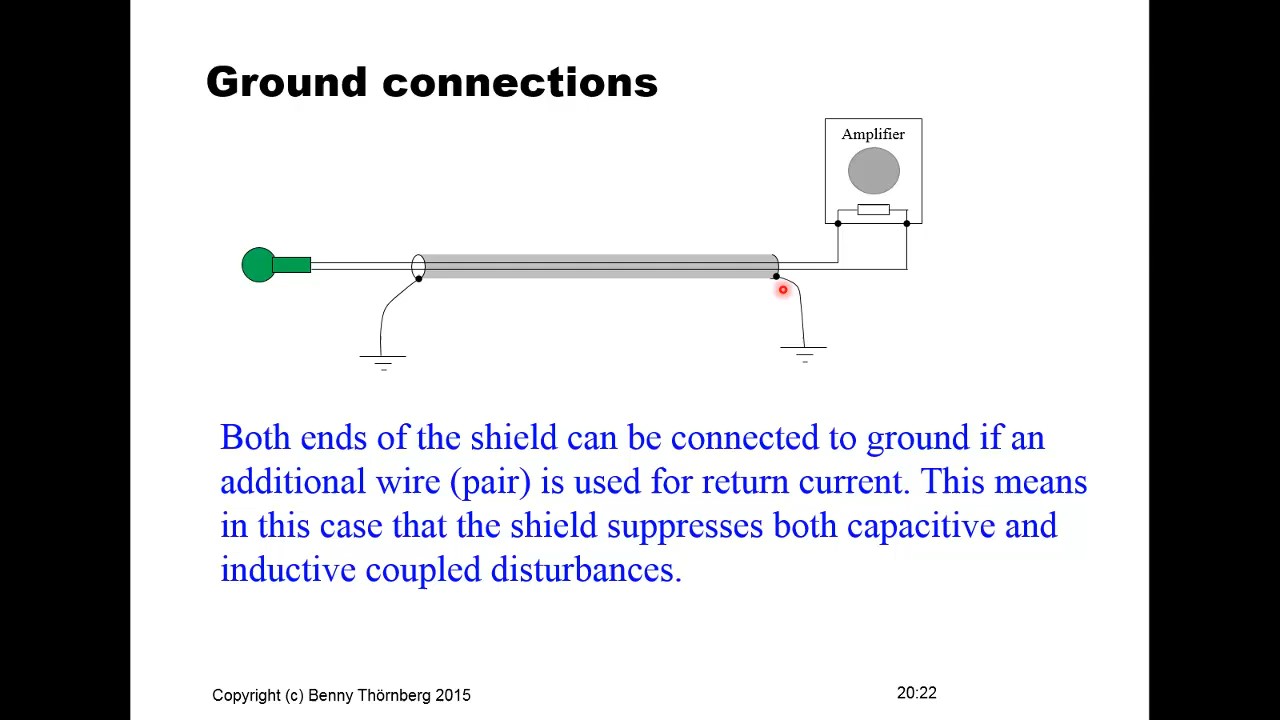 Ground connections
Amplifier
Both ends of the shield can be connected to ground if an
additional wire (pair) is used for return current. This means
in this case that the shield suppresses both capacitive and
inductive coupled disturbances.
Copyright (c) Benny Thörnberg 2015
20:22